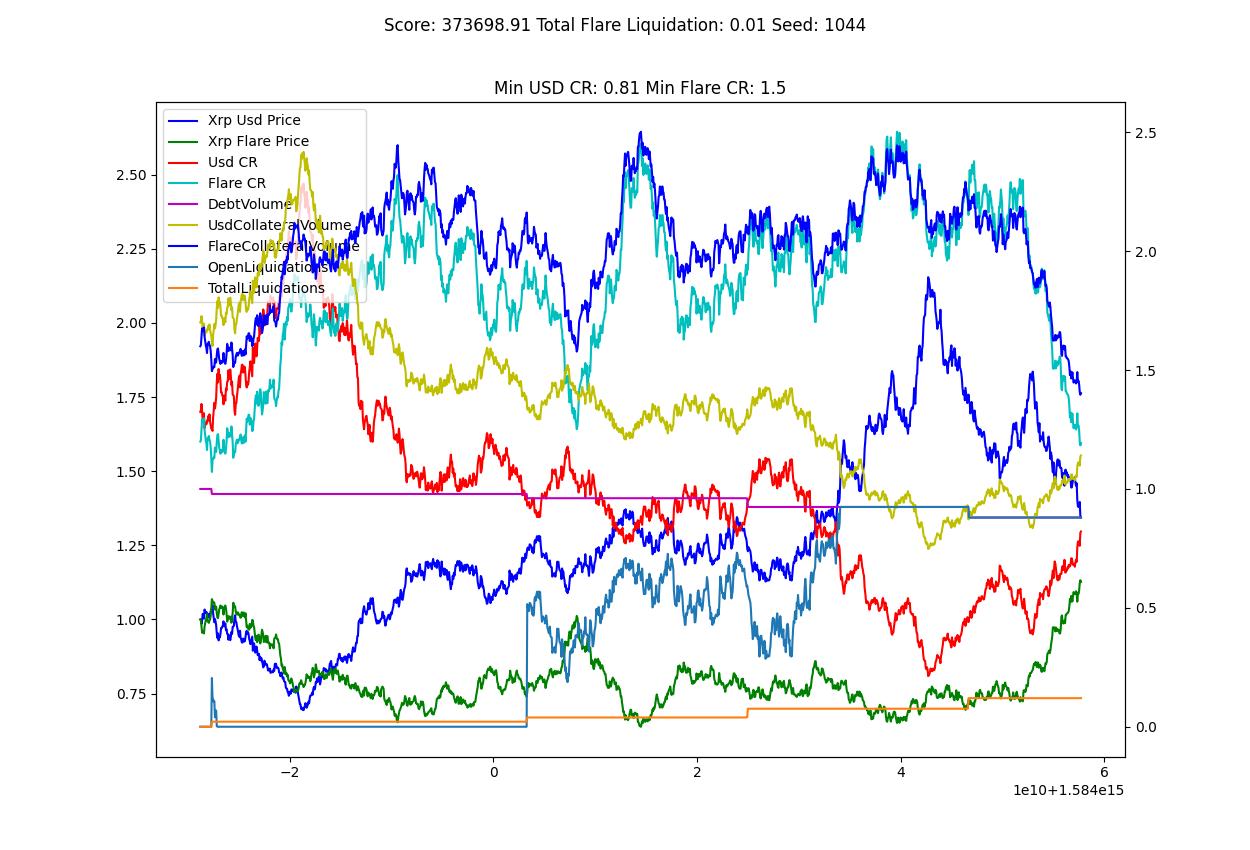 Score: 373698.91 Total Flare Liquidation: 0.01 Seed: 1044
Min USD CR: 0.81 Min Flare CR: 1.5
Xrp Usd Price
Xrp Flare Price
Usd CR
Flare CR
DebtVolume
UsdCollateralVolume
FlareCollateralVolume
OpenLiquidations
TotalLiquidations
2.50
2.25
2.00
1.75
1.50
1.25
1.00
0.75
2.5
2.0
1.5
1.0
0.5
0.0
−2 0 2 4 6
1e10+1.584e15